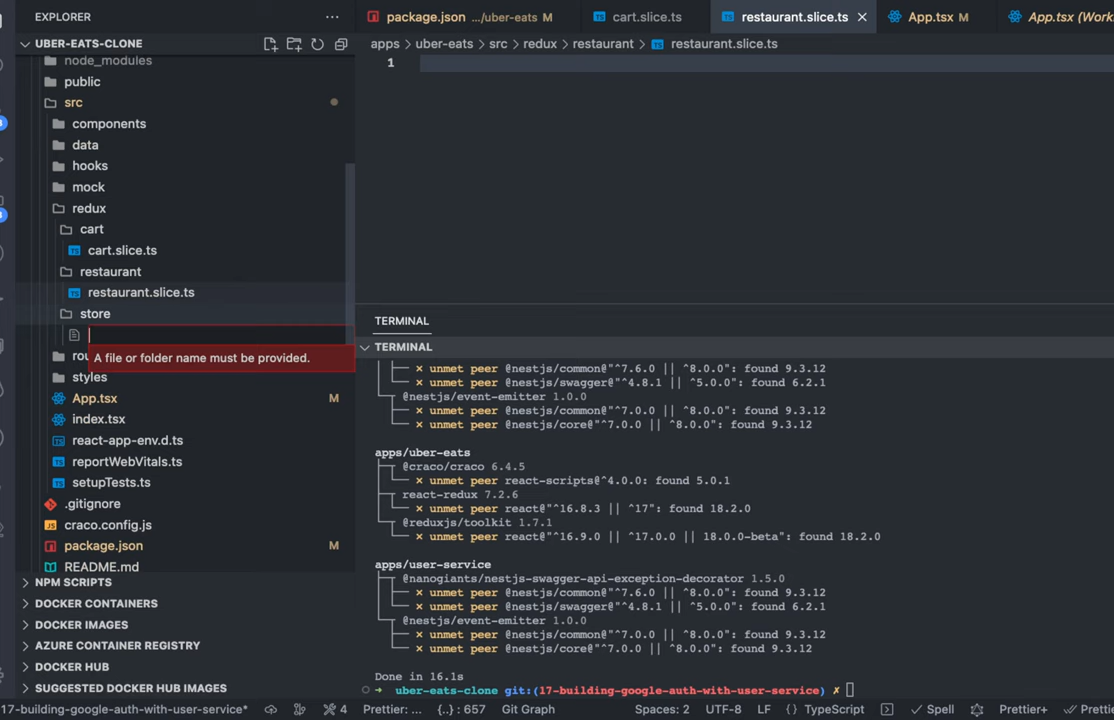 EXPLORER
package.json .../uber-eats M
cart.slice.ts
restaurant.slice.ts
App.tsx M
App.tsx (Work
UBER-EATS-CLONE
apps > uber-eats > src > redux > restaurant > restaurant.slice.ts
node_modules
1
public
src
components
data
hooks
mock
redux
cart
cart.slice.ts
restaurant
restaurant.slice.ts
store
A file or folder name must be provided.
rou
styles
App.tsx M
index.tsx
react-app-env.d.ts
reportWebVitals.ts
setupTests.ts
.gitignore
craco.config.js
package.json M
README.md
NPM SCRIPTS
DOCKER CONTAINERS
DOCKER IMAGES
AZURE CONTAINER REGISTRY
DOCKER HUB
SUGGESTED DOCKER HUB IMAGES
TERMINAL
TERMINAL
✕ unmet peer @nestjs/common@"^7.6.0 || ^8.0.0": found 9.3.12
✕ unmet peer @nestjs/swagger@"^4.8.1 || ^5.0.0": found 6.2.1
@nestjs/event-emitter 1.0.0
✕ unmet peer @nestjs/common@"^7.0.0 || ^8.0.0": found 9.3.12
✕ unmet peer @nestjs/core@"^7.0.0 || ^8.0.0": found 9.3.12
apps/uber-eats
@craco/craco 6.4.5
✕ unmet peer react-scripts@^4.0.0: found 5.0.1
react-redux 7.2.6
✕ unmet peer react@"^16.8.3 || ^17": found 18.2.0
@reduxjs/toolkit 1.7.1
✕ unmet peer react@"^16.9.0 || ^17.0.0 || 18.0.0-beta": found 18.2.0
apps/user-service
@nanogiants/nestjs-swagger-api-exception-decorator 1.5.0
✕ unmet peer @nestjs/common@"^7.6.0 || ^8.0.0": found 9.3.12
✕ unmet peer @nestjs/swagger@"^4.8.1 || ^5.0.0": found 6.2.1
@nestjs/event-emitter 1.0.0
✕ unmet peer @nestjs/common@"^7.0.0 || ^8.0.0": found 9.3.12
✕ unmet peer @nestjs/core@"^7.0.0 || ^8.0.0": found 9.3.12
Done in 16.1s
➜ uber-eats-clone git:(17-building-google-auth-with-user-service) ✗
17-building-google-auth-with-user-service* 4 Prettier: ... {..} : 657 Git Graph Spaces: 2 UTF-8 LF {} TypeScript Spell Prettier+ Pretti